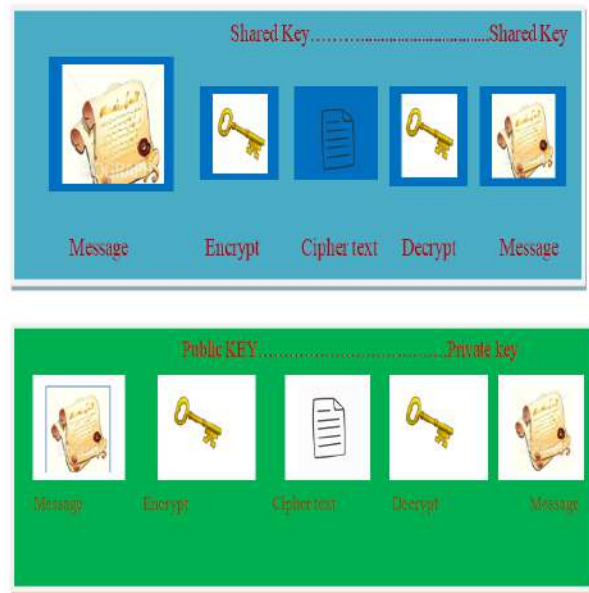 Shared Key..............................................Shared Key
Message Encrypt Cipher text Decrypt Message
Public KEY..............................................Private key
Message Encrypt Cipher text Decrypt Message